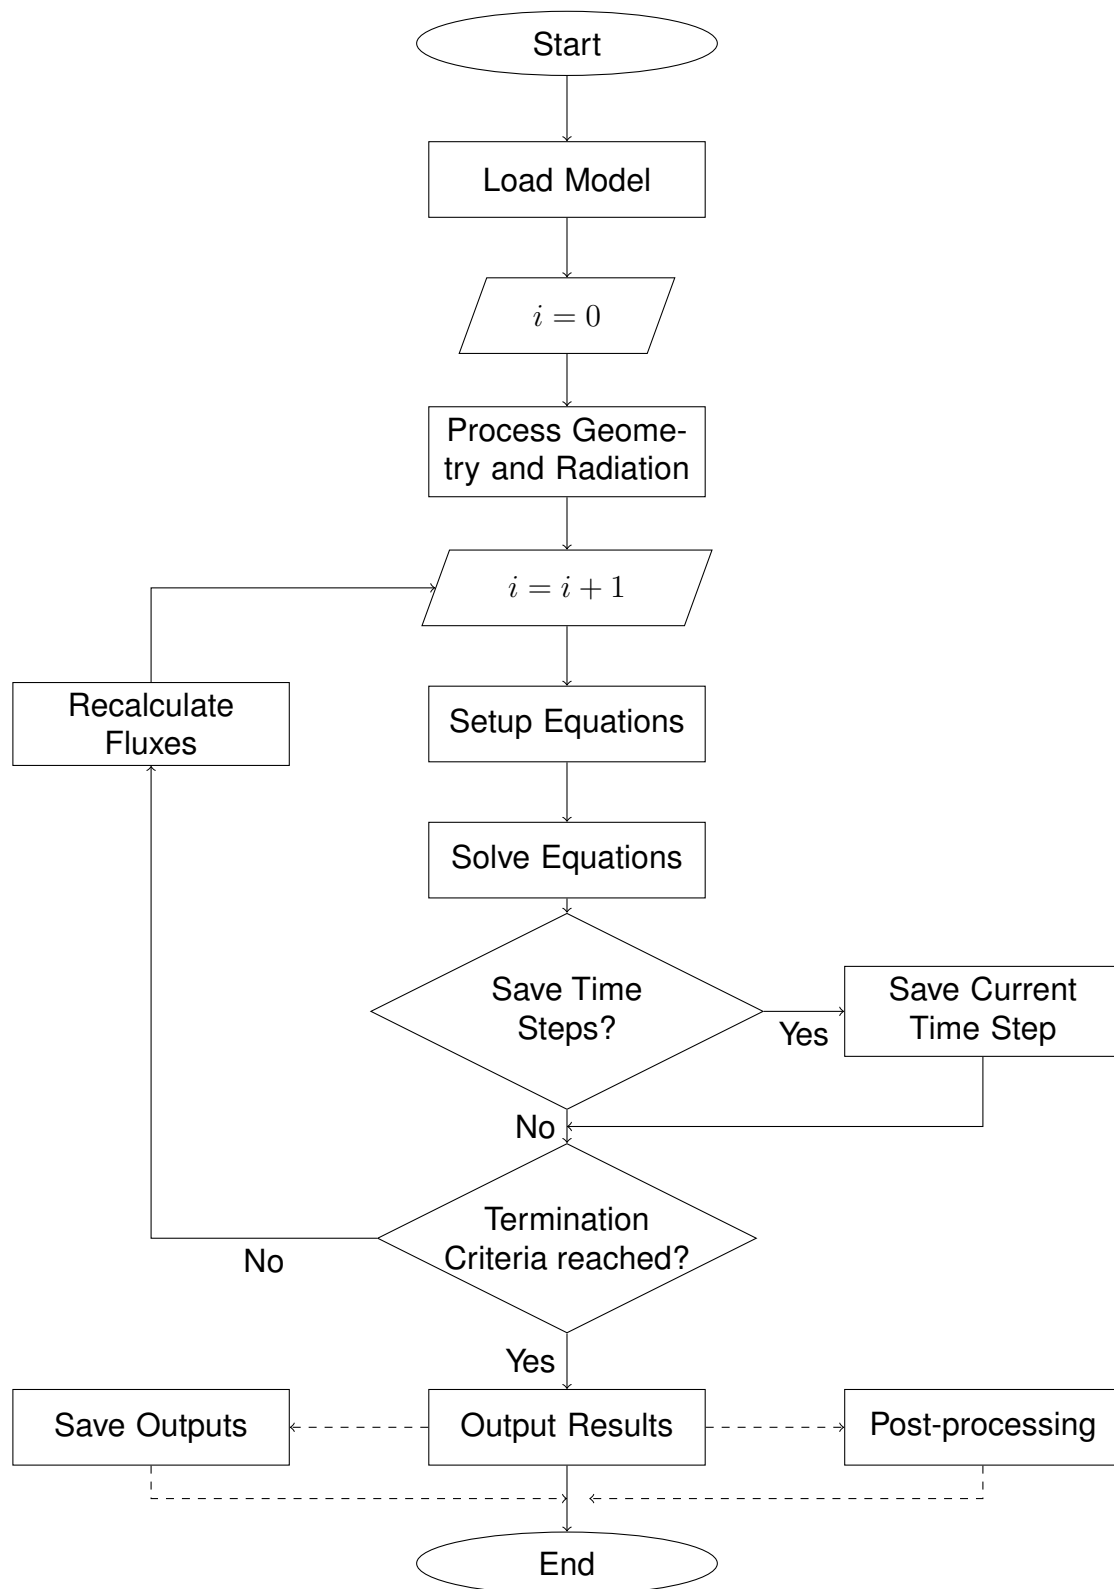 Start
Load Model
i = 0
Process Geome-
try and Radiation
i = i + 1
Recalculate
Fluxes
Setup Equations
Solve Equations
Save Time
Steps?
Yes
Save Current
Time Step
No
Termination
Criteria reached?
No
Yes
Save Outputs
Output Results
Post-processing
End